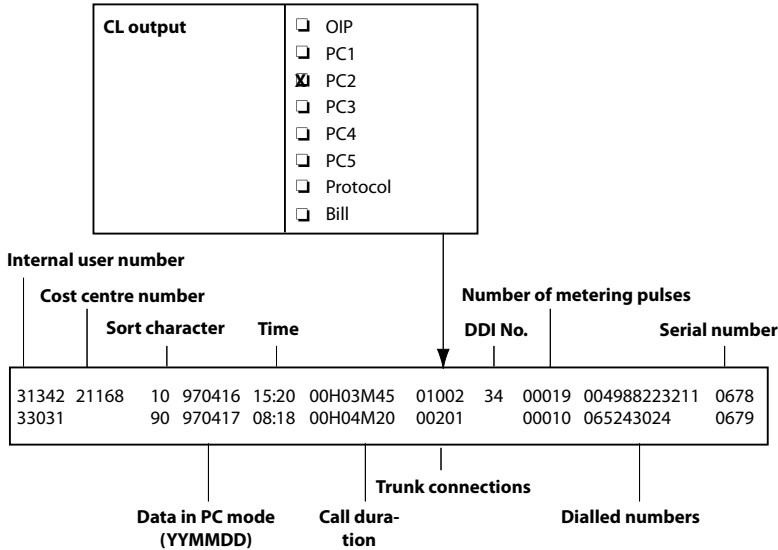 CL output
OIP
PC1
X PC2
PC3
PC4
PC5
Protocol
Bill
Internal user number
Cost centre number
Number of metering pulses
Sort character
Time
DDI No.
Serial number
31342 21168 10 970416 15:20 00H03M45 01002 34 00019 004988223211 0678
33031 90 970417 08:18 00H04M20 00201 00010 065243024 0679
Trunk connections
Data in PC mode
(YYMMDD)
Call dura-
tion
Dialled numbers